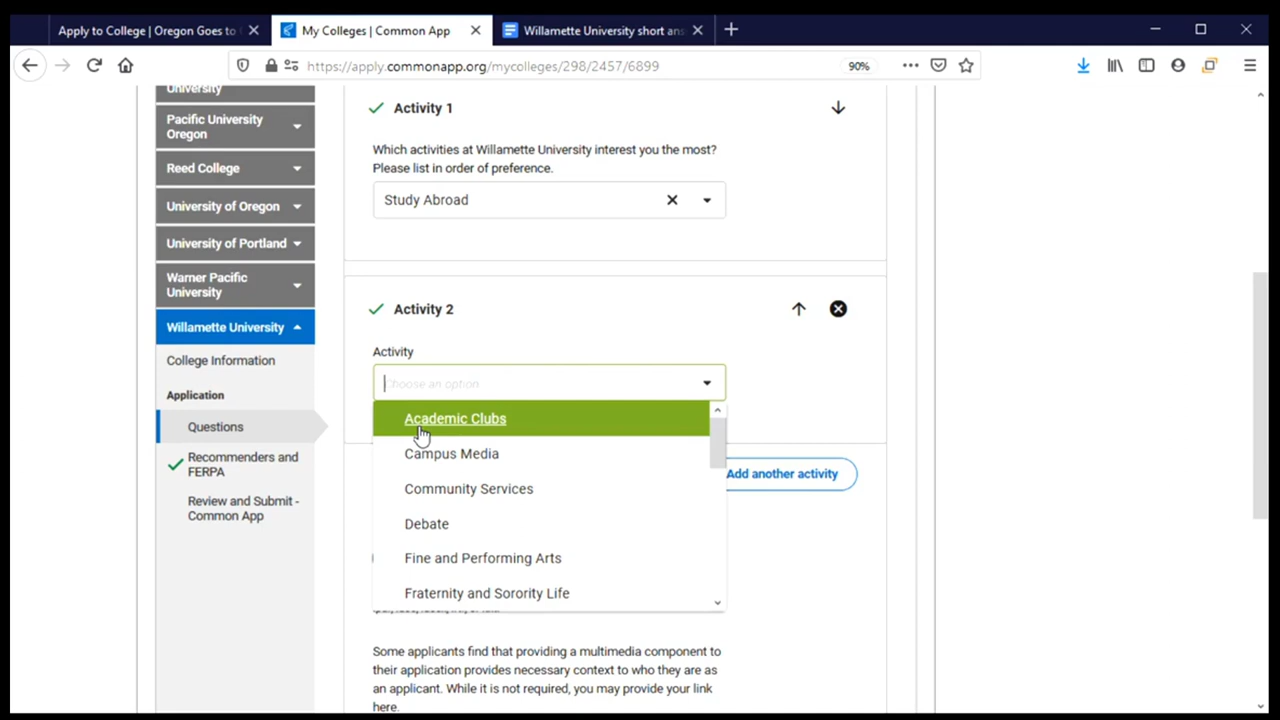 Apply to College | Oregon Goes to
My Colleges | Common App
Willamette University short ans
https://apply.commonapp.org/mycolleges/298/2457/6899
90%
University
Pacific University
Oregon
Reed College
University of Oregon
University of Portland
Warner Pacific
University
Willamette University
College Information
Application
Questions
Recommenders and
FERPA
Review and Submit -
Common App
Activity 1
Which activities at Willamette University interest you the most?
Please list in order of preference.
Study Abroad
Activity 2
Activity
Choose an option
Academic Clubs
Campus Media
Community Services
Debate
Fine and Performing Arts
Fraternity and Sorority Life
Add another activity
Some applicants find that providing a multimedia component to
their application provides necessary context to who they are as
an applicant. While it is not required, you may provide your link
here.